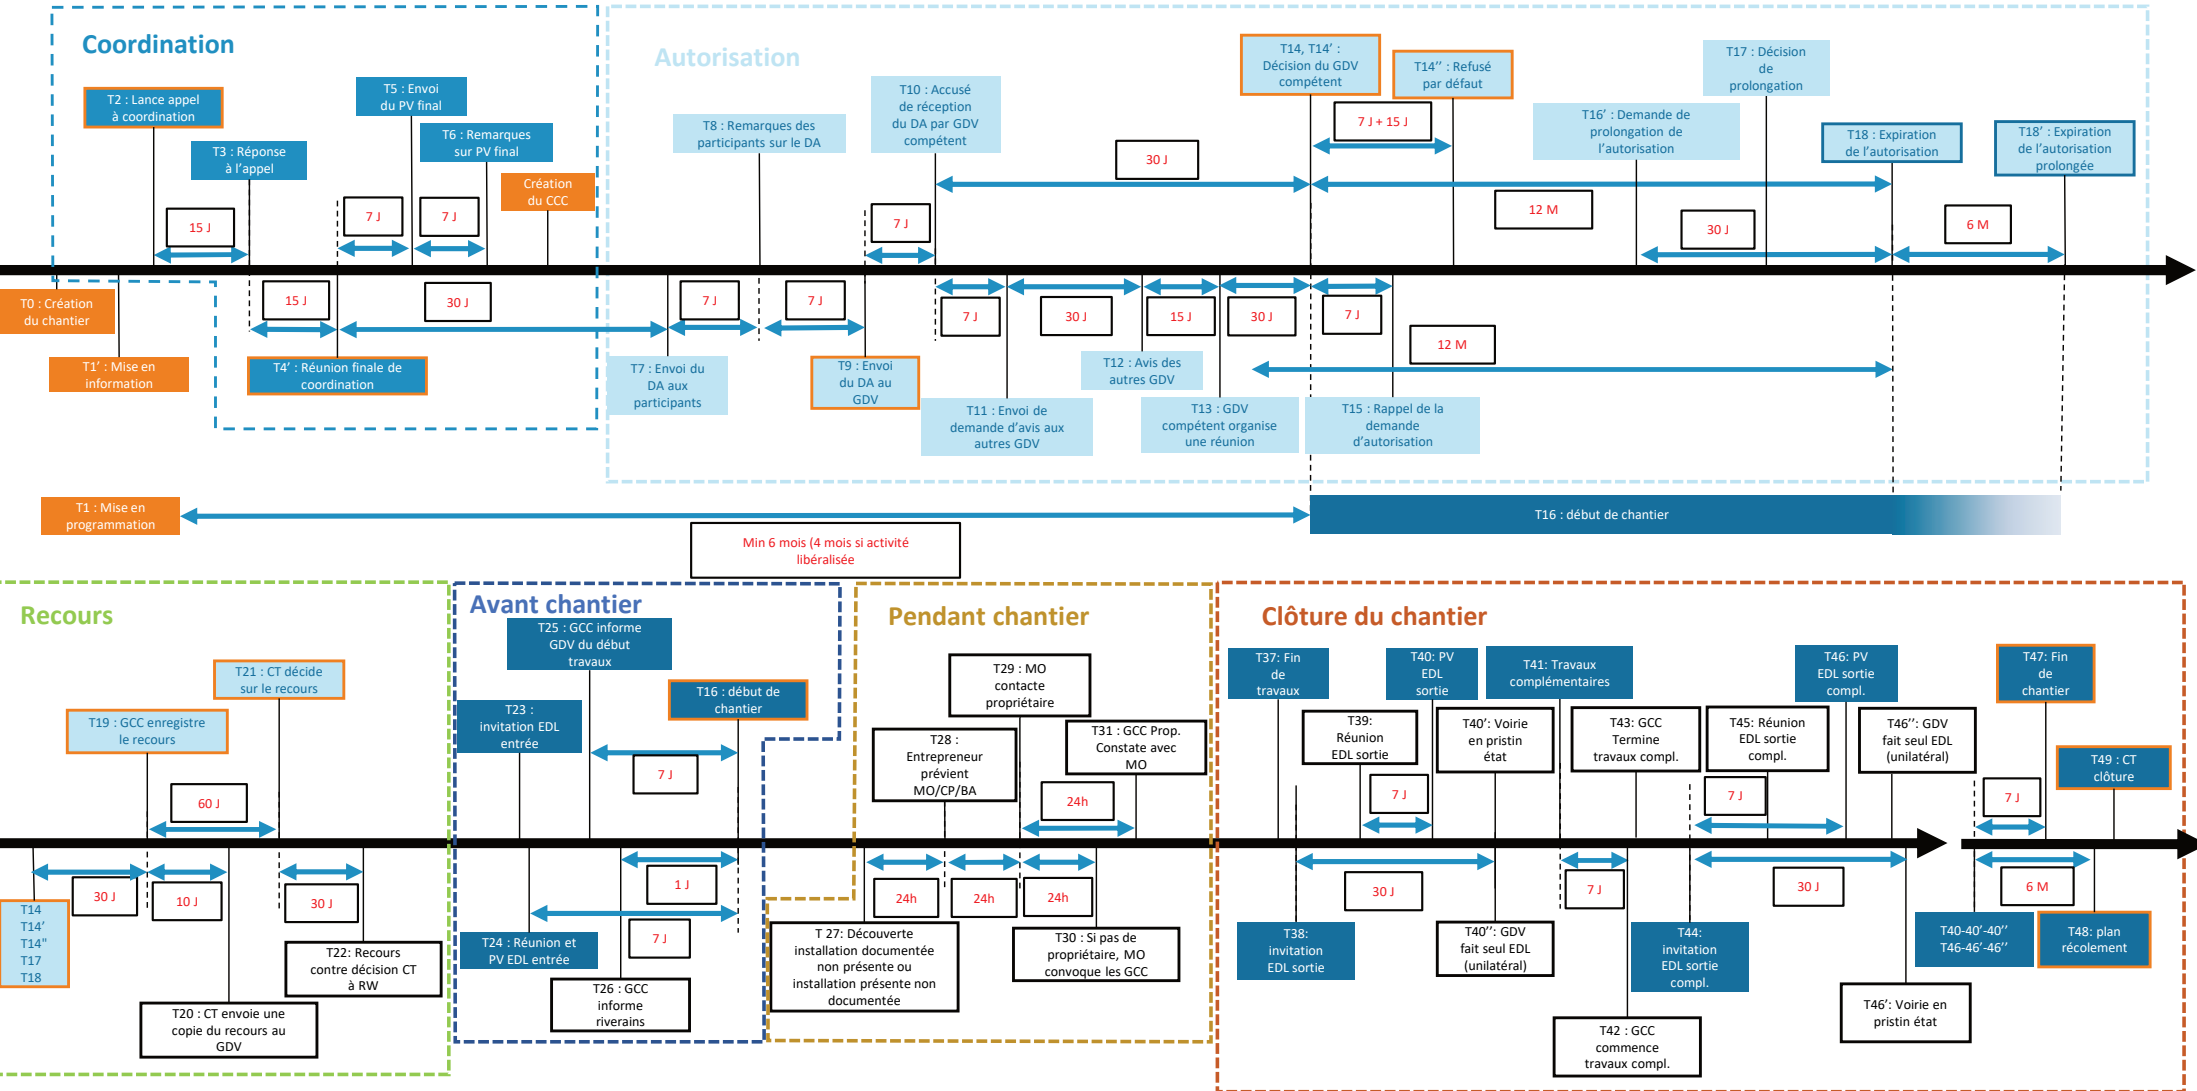 Coordination
T2 : Lance appel
à coordination
T3 : Réponse
à l'appel
T5 : Envoi
du PV final
T6 : Remarques
sur PV final
Création
du CCC
15 J
7 J
7 J
T0 : Création
du chantier
T1' : Mise en
information
15 J
30 J
T4' : Réunion finale de
coordination
Autorisation
T8 : Remarques des
participants sur le DA
T10 : Accusé
de réception
du DA par GDV
compétent
T14, T14' :
Décision du GDV
compétent
T14'' : Refusé
par défaut
T17 : Décision
de
prolongation
T16' : Demande de
prolongation de
l'autorisation
T18 : Expiration
de l'autorisation
T18' : Expiration
de l'autorisation
prolongée
7 J + 15 J
30 J
7 J
12 M
30 J
6 M
7 J
7 J
7 J
30 J
15 J
30 J
7 J
12 M
T7 : Envoi du
DA aux
participants
T9 : Envoi
du DA au
GDV
T11 : Envoi de
demande d'avis aux
autres GDV
T12 : Avis des
autres GDV
T13 : GDV
compétent organise
une réunion
T15 : Rappel de la
demande
d'autorisation
T1 : Mise en
programmation
Min 6 mois (4 mois si activité
libéralisée
T16 : début de chantier
Recours
T21 : CT décide
sur le recours
T19 : GCC enregistre
le recours
60 J
30 J
10 J
30 J
T14
T14'
T14"
T17
T18
T22: Recours
contre décision CT
à RW
T20 : CT envoie une
copie du recours au
GDV
Avant chantier
T25 : GCC informe
GDV du début
travaux
T23 :
invitation EDL
entrée
T16 : début de
chantier
7 J
1 J
7 J
T24 : Réunion et
PV EDL entrée
T26 : GCC
informe
riverains
Pendant chantier
T29 : MO
contacte
propriétaire
T28 :
Entrepreneur
prévient
MO/CP/BA
T31 : GCC Prop.
Constate avec
MO
24h
24h
24h
24h
T 27: Découverte
installation documentée
non présente ou
installation présente non
documentée
T30 : Si pas de
propriétaire, MO
convoque les GCC
Clôture du chantier
T37: Fin
de
travaux
T40: PV
EDL
sortie
T41: Travaux
complémentaires
T46: PV
EDL sortie
compl.
T47: Fin
de
chantier
T39:
Réunion
EDL sortie
T40': Voirie
en pristin
état
T43: GCC
Termine
travaux compl.
T45: Réunion
EDL sortie
compl.
T46'': GDV
fait seul EDL
(unilatéral)
T49 : CT
clôture
7 J
7 J
7 J
30 J
7 J
30 J
6 M
T38:
invitation
EDL sortie
T40'': GDV
fait seul EDL
(unilatéral)
T44:
invitation
EDL sortie
compl.
T40-40'-40''
T46-46'-46''
T48: plan
récolement
T42 : GCC
commence
travaux compl.
T46': Voirie en
pristin état